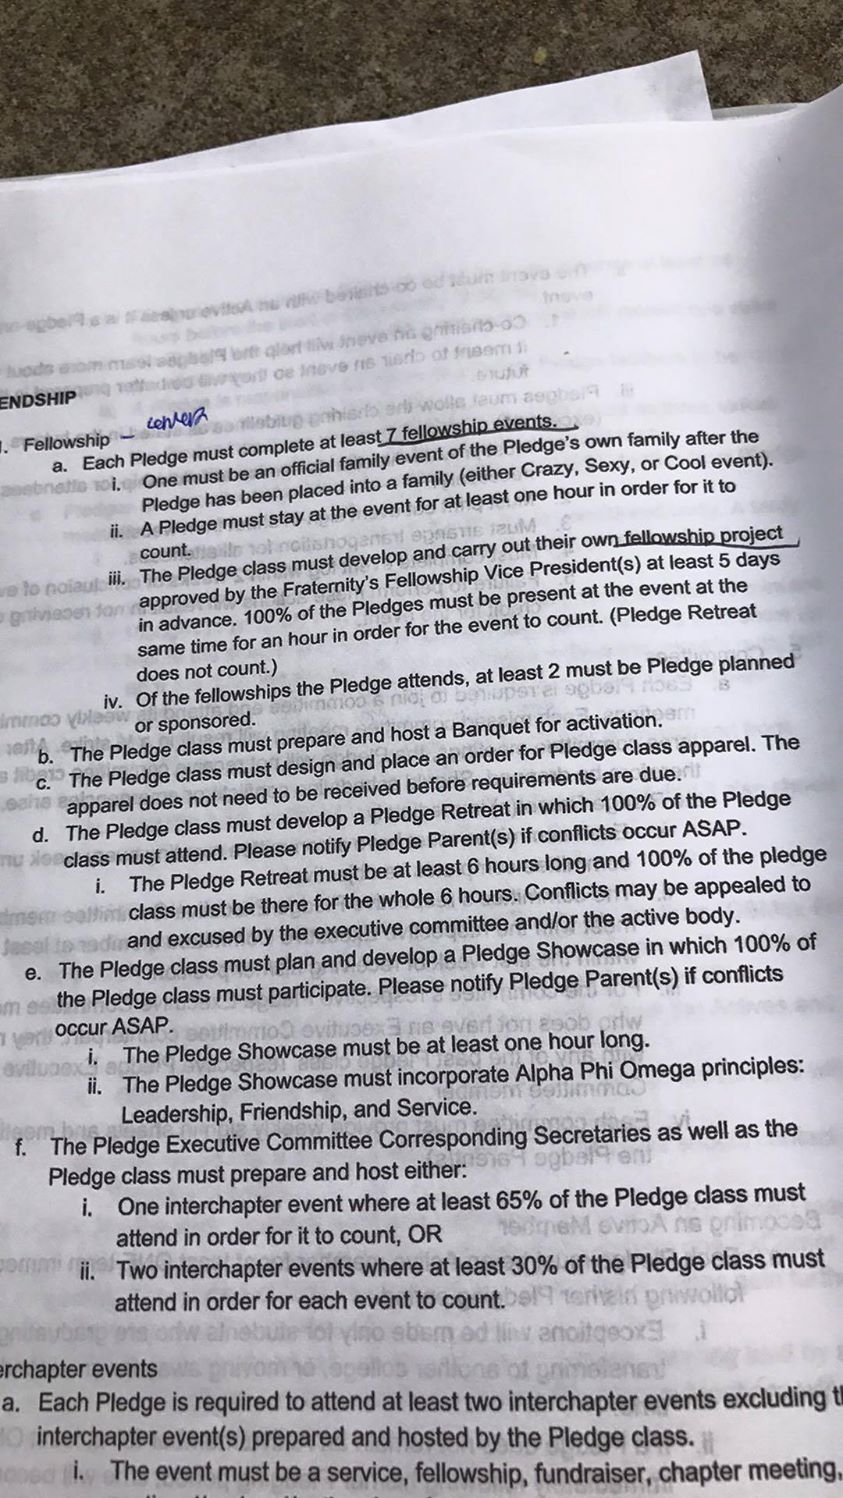 ENDSHIP
. Fellowship –
a. Each Pledge must complete at least 7 fellowship events.
i. One must be an official family event of the Pledge's own family after the
Pledge has been placed into a family (either Crazy, Sexy, or Cool event).
ii. A Pledge must stay at the event for at least one hour in order for it to
count.
iii. The Pledge class must develop and carry out their own fellowship project
approved by the Fraternity's Fellowship Vice President(s) at least 5 days
in advance. 100% of the Pledges must be present at the event at the
same time for an hour in order for the event to count. (Pledge Retreat
does not count.)
iv. Of the fellowships the Pledge attends, at least 2 must be Pledge planned
or sponsored.
b. The Pledge class must prepare and host a Banquet for activation.
c. The Pledge class must design and place an order for Pledge class apparel. The
apparel does not need to be received before requirements are due.
d. The Pledge class must develop a Pledge Retreat in which 100% of the Pledge
class must attend. Please notify Pledge Parent(s) if conflicts occur ASAP.
i. The Pledge Retreat must be at least 6 hours long and 100% of the pledge
class must be there for the whole 6 hours. Conflicts may be appealed to
and excused by the executive committee and/or the active body.
e. The Pledge class must plan and develop a Pledge Showcase in which 100% of
the Pledge class must participate. Please notify Pledge Parent(s) if conflicts
occur ASAP.
i. The Pledge Showcase must be at least one hour long.
ii. The Pledge Showcase must incorporate Alpha Phi Omega principles:
Leadership, Friendship, and Service.
f. The Pledge Executive Committee Corresponding Secretaries as well as the
Pledge class must prepare and host either:
i. One interchapter event where at least 65% of the Pledge class must
attend in order for it to count, OR
ii. Two interchapter events where at least 30% of the Pledge class must
attend in order for each event to count.
erchapter events
a. Each Pledge is required to attend at least two interchapter events excluding th
interchapter event(s) prepared and hosted by the Pledge class.
i. The event must be a service, fellowship, fundraiser, chapter meeting,